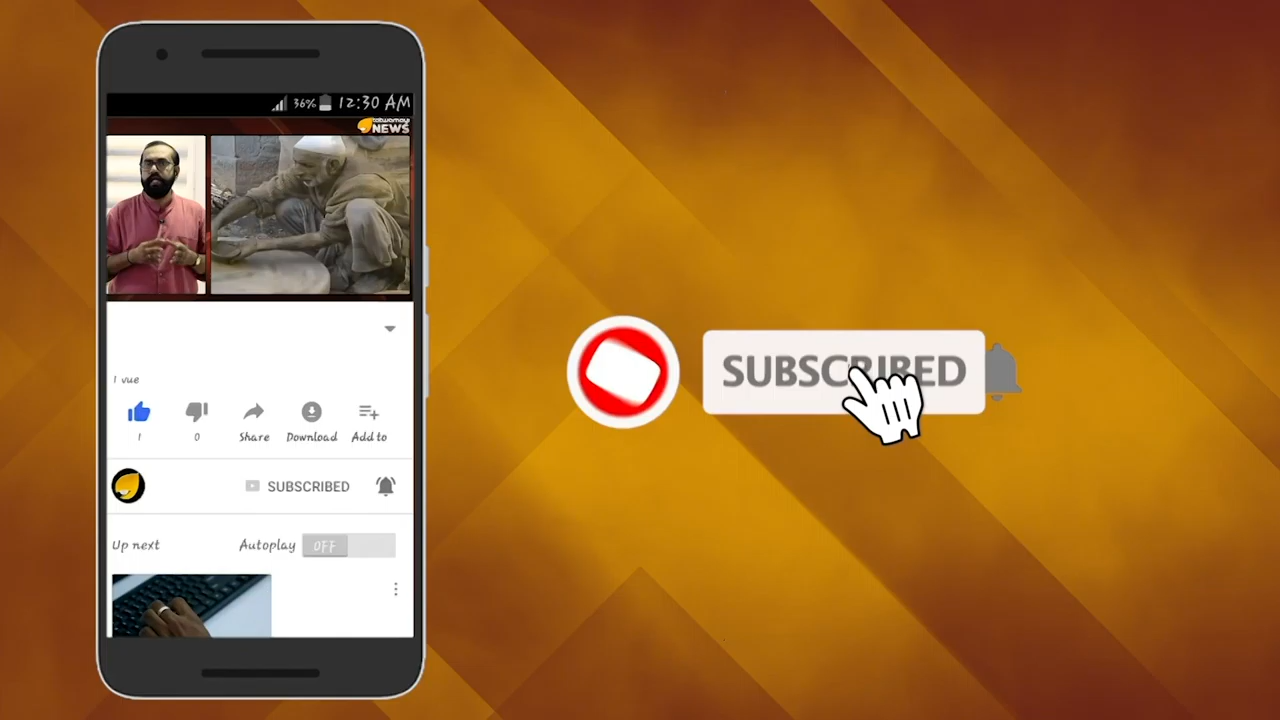 36% 12:30 AM
tatwamayi
NEWS
1 vue
1 0 Share Download Add to
SUBSCRIBED
Up next Autoplay OFF
SUBSCRIBED